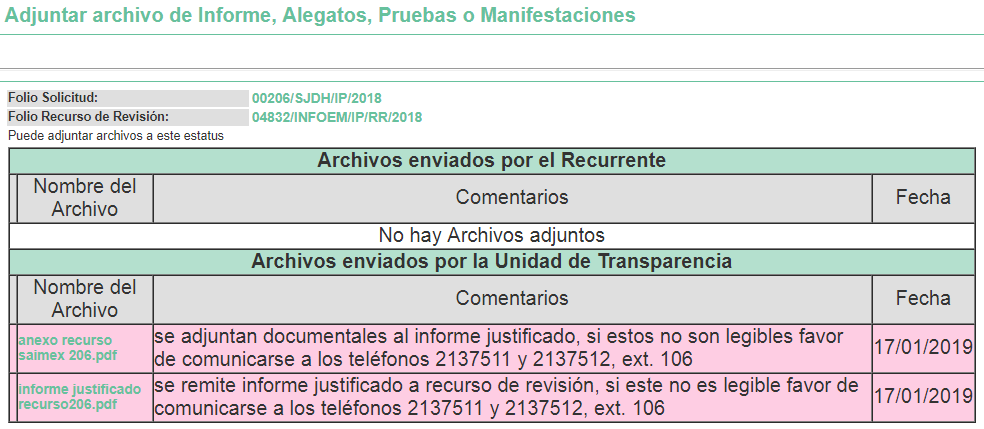 Adjuntar archivo de Informe, Alegatos, Pruebas o Manifestaciones
Folio Solicitud: 00206/SJDH/IP/2018
Folio Recurso de Revisión: 04832/INFOEM/IP/RR/2018
Puede adjuntar archivos a este estatus
Archivos enviados por el Recurrente
Nombre del
Archivo
Comentarios
Fecha
No hay Archivos adjuntos
Archivos enviados por la Unidad de Transparencia
Nombre del
Archivo
Comentarios
Fecha
anexo recurso
saimex 206.pdf
se adjuntan documentales al informe justificado, si estos no son legibles favor
de comunicarse a los teléfonos 2137511 y 2137512, ext. 106
17/01/2019
informe justificado
recurso206.pdf
se remite informe justificado a recurso de revisión, si este no es legible favor de
comunicarse a los teléfonos 2137511 y 2137512, ext. 106
17/01/2019